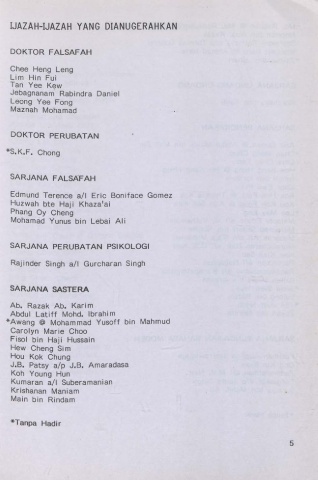 IJAZAH-IJAZAH YANG DIANUGERAHKAN
DOKTOR FALSAFAH
Chee Heng Leng
Lim Hin Fui
Tan Yee Kew
Jebagnanam Rabindra Daniel
Leong Yee Fong
Maznah Mohamad
DOKTOR PERUBATAN
*S.K.F. Chong
SARJANA FALSAFAH
Edmund Terence a/l Eric Boniface Gomez
Huzwah bte Haji Khaza'ai
Phang Oy Cheng
Mohamad Yunus bin Lebai Ali
SARJANA PERUBATAN PSIKOLOGI
Rajinder Singh a/l Gurcharan Singh
SARJANA SASTERA
Ab. Razak Ab. Karim
Abdul Latiff Mohd. Ibrahim
*Awang @ Mohammad Yusoff bin Mahmud
Carolyn Marie Choo
Fisol bin Haji Hussain
Hew Cheng Sim
Hou Kok Chung
J.B. Patsy a/p J.B. Amaradasa
Koh Young Hun
Kumaran a/l Suberamanian
Krishanan Maniam
Main bin Rindam
*Tanpa Hadir
5